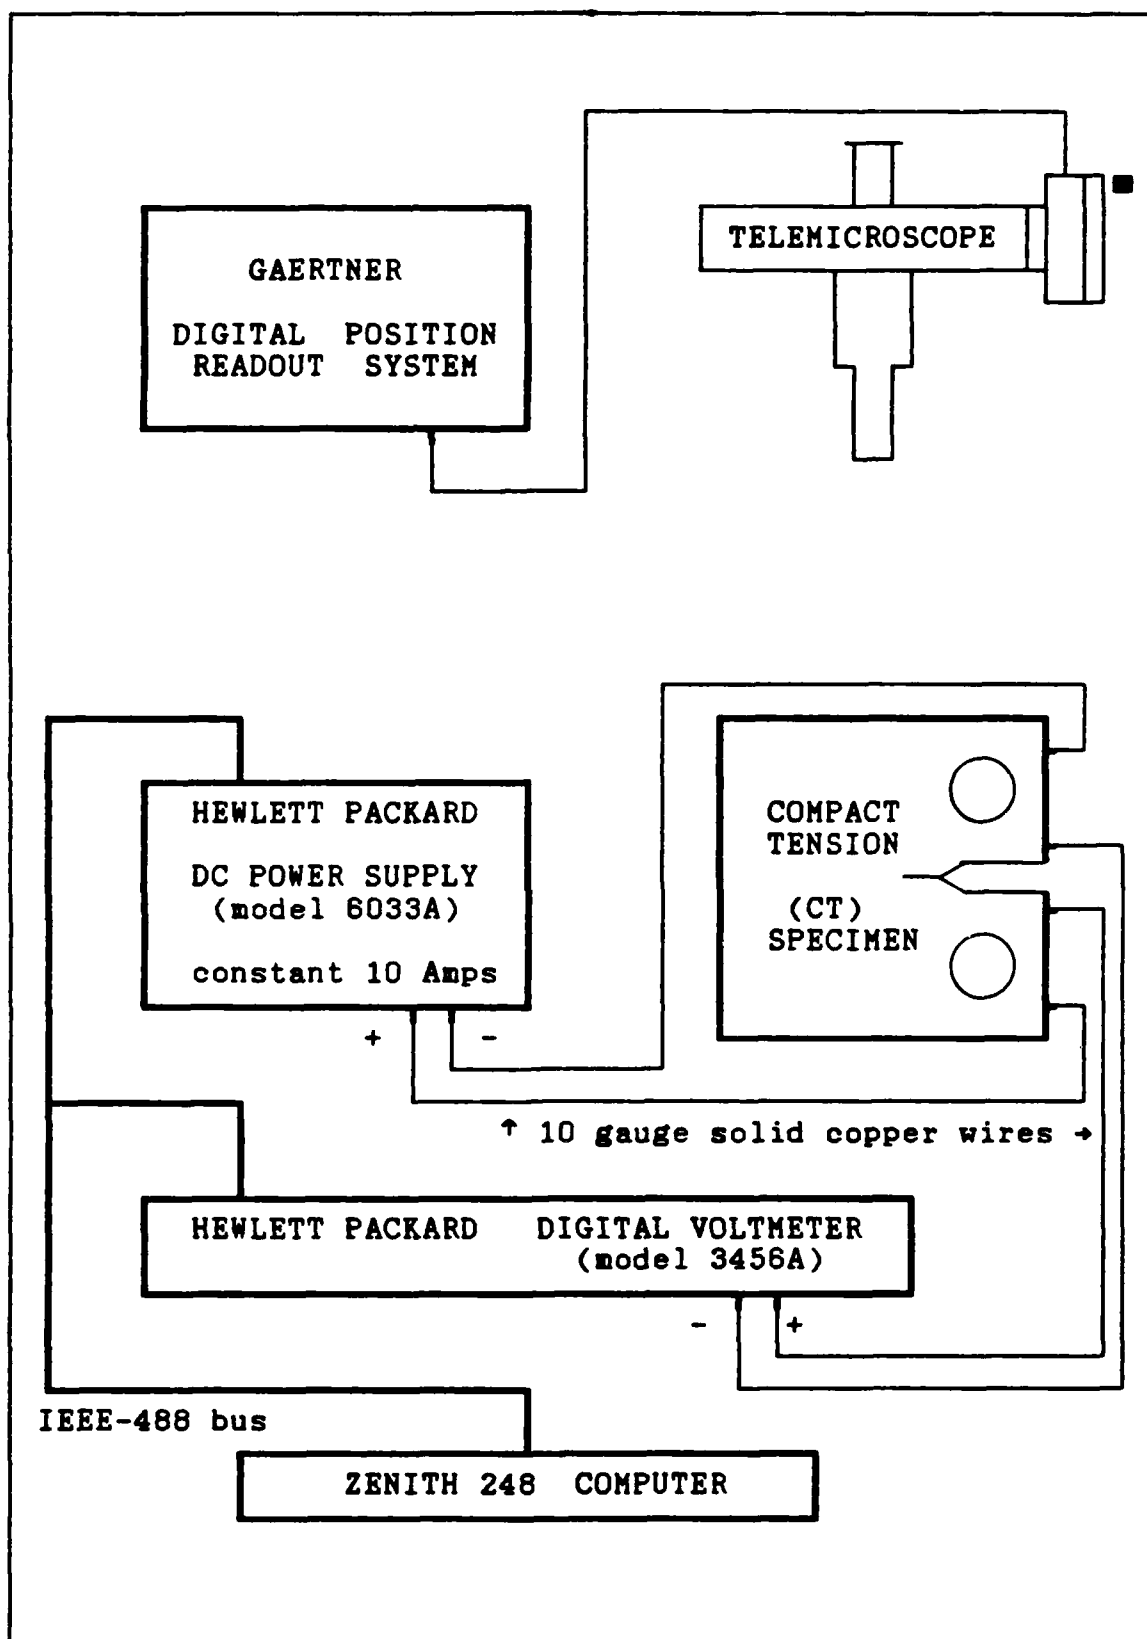 GAERTNER
DIGITAL POSITION
READOUT SYSTEM
TELEMICROSCOPE
HEWLETT PACKARD
DC POWER SUPPLY
(model 6033A)
constant 10 Amps
+ -
COMPACT
TENSION
(CT)
SPECIMEN
↑ 10 gauge solid copper wires →
HEWLETT PACKARD DIGITAL VOLTMETER
(model 3456A)
- +
IEEE-488 bus
ZENITH 248 COMPUTER